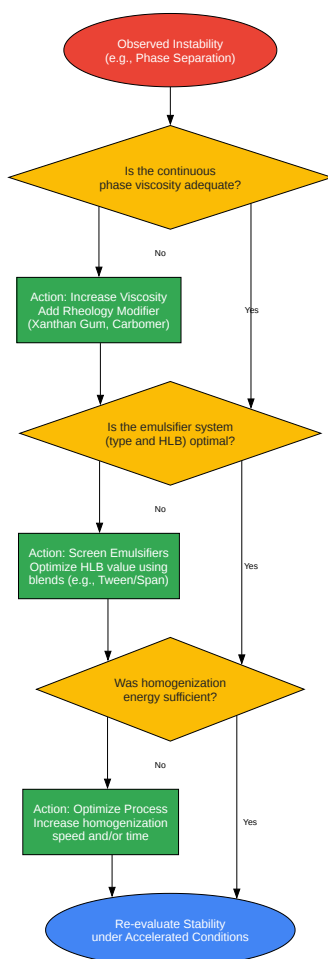 Observed Instability
(e.g., Phase Separation)
Is the continuous
phase viscosity adequate?
No
Action: Increase Viscosity
Add Rheology Modifier
(Xanthan Gum, Carbomer)
Yes
Is the emulsifier system
(type and HLB) optimal?
No
Action: Screen Emulsifiers
Optimize HLB value using
blends (e.g., Tween/Span)
Yes
Was homogenization
energy sufficient?
No
Action: Optimize Process
Increase homogenization
speed and/or time
Yes
Re-evaluate Stability
under Accelerated Conditions